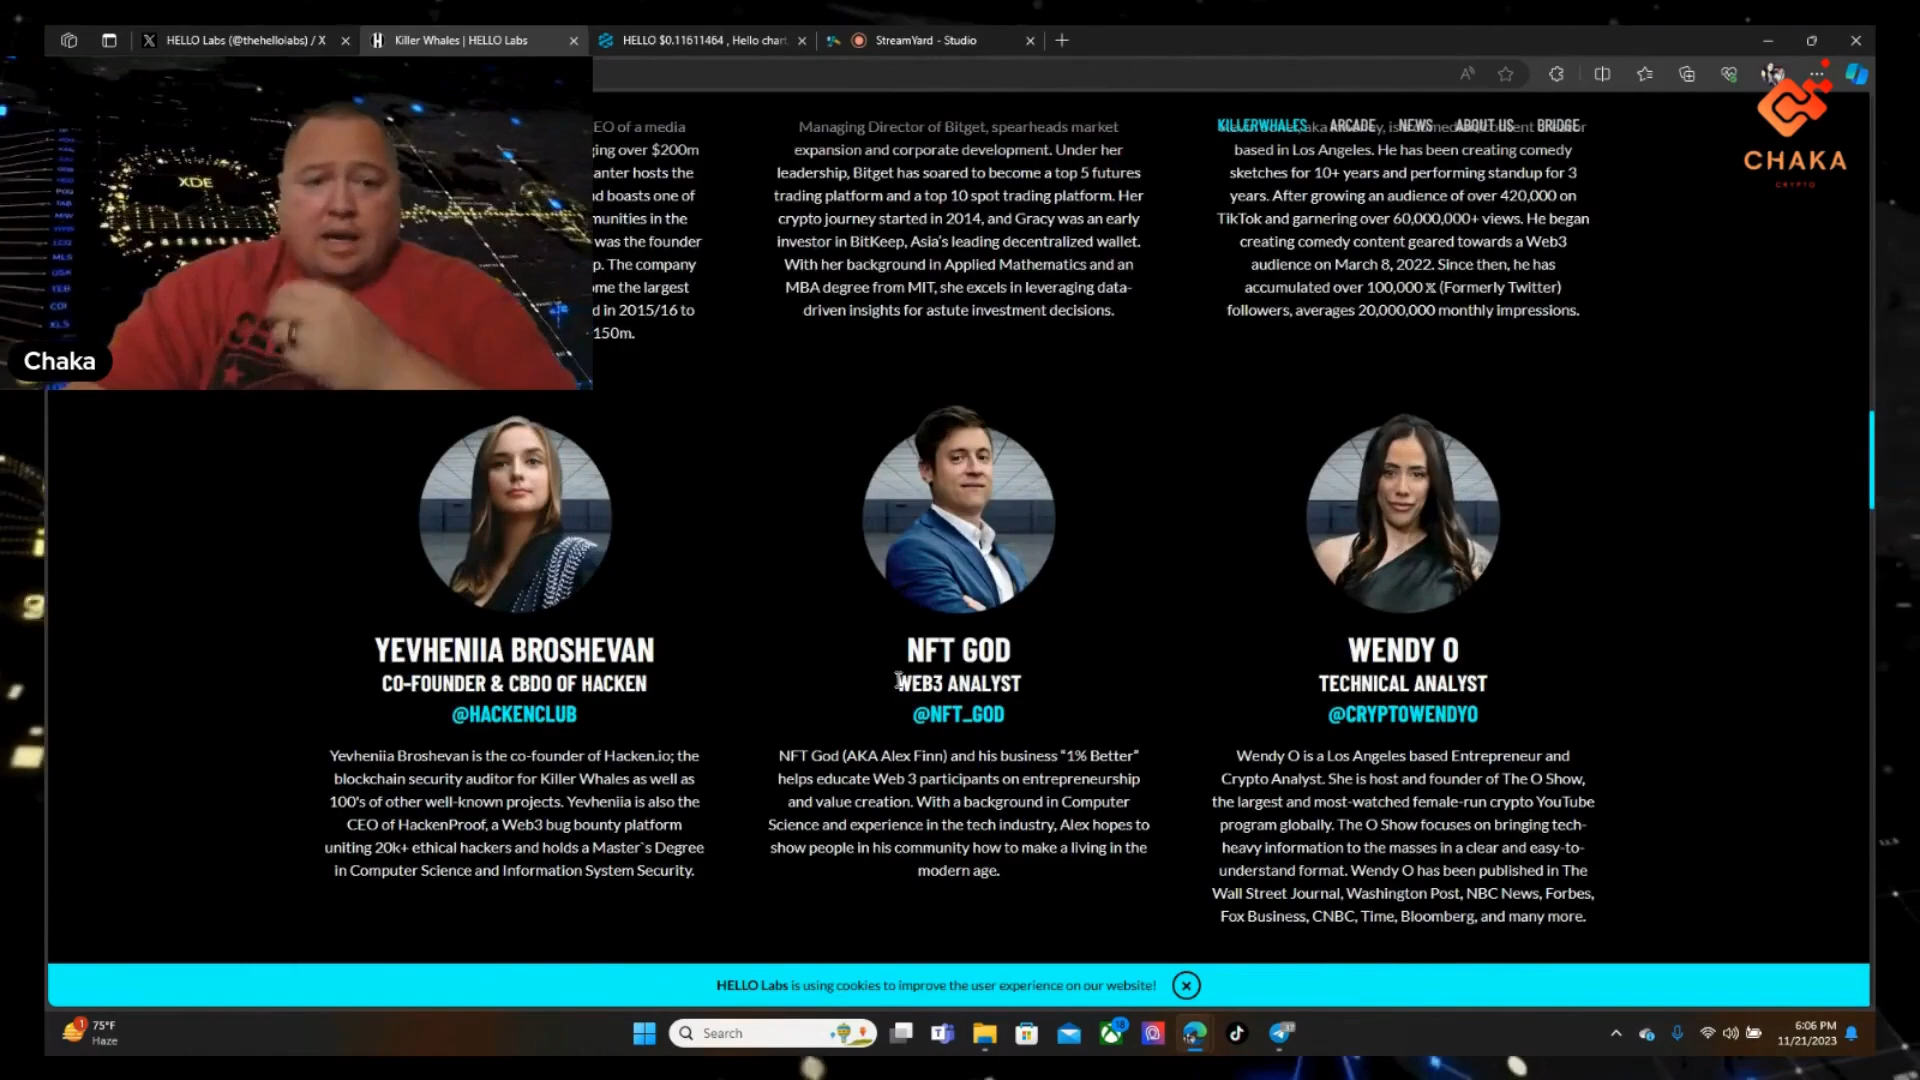 HELLO Labs (@thehellolabs) / X
Killer Whales | HELLO Labs
HELLO $0.11611464 , Hello chart,
StreamYard - Studio
XDE
Chaka
CHAKA
CRYPTO
KILLERWHALES ARCADE NEWS ABOUT US BRIDGE
EO of a media
ing over $200m
anter hosts the
d boasts one of
munities in the
was the founder
p. The company
ome the largest
d in 2015/16 to
150m.
Managing Director of Bitget, spearheads market
expansion and corporate development. Under her
leadership, Bitget has soared to become a top 5 futures
trading platform and a top 10 spot trading platform. Her
crypto journey started in 2014, and Gracy was an early
investor in BitKeep, Asia's leading decentralized wallet.
With her background in Applied Mathematics and an
MBA degree from MIT, she excels in leveraging data-
driven insights for astute investment decisions.
based in Los Angeles. He has been creating comedy
sketches for 10+ years and performing standup for 3
years. After growing an audience of over 420,000 on
TikTok and garnering over 60,000,000+ views. He began
creating comedy content geared towards a Web3
audience on March 8, 2022. Since then, he has
accumulated over 100,000 𝕏 (Formerly Twitter)
followers, averages 20,000,000 monthly impressions.
YEVHENIIA BROSHEVAN
CO-FOUNDER & CBDO OF HACKEN
@HACKENCLUB
Yevheniia Broshevan is the co-founder of Hacken.io; the
blockchain security auditor for Killer Whales as well as
100's of other well-known projects. Yevheniia is also the
CEO of HackenProof, a Web3 bug bounty platform
uniting 20k+ ethical hackers and holds a Master`s Degree
in Computer Science and Information System Security.
NFT GOD
WEB3 ANALYST
@NFT_GOD
NFT God (AKA Alex Finn) and his business "1% Better"
helps educate Web 3 participants on entrepreneurship
and value creation. With a background in Computer
Science and experience in the tech industry, Alex hopes to
show people in his community how to make a living in the
modern age.
WENDY O
TECHNICAL ANALYST
@CRYPTOWENDYO
Wendy O is a Los Angeles based Entrepreneur and
Crypto Analyst. She is host and founder of The O Show,
the largest and most-watched female-run crypto YouTube
program globally. The O Show focuses on bringing tech-
heavy information to the masses in a clear and easy-to-
understand format. Wendy O has been published in The
Wall Street Journal, Washington Post, NBC News, Forbes,
Fox Business, CNBC, Time, Bloomberg, and many more.
HELLO Labs is using cookies to improve the user experience on our website!
75°F
Haze
Search
6:06 PM
11/21/2023